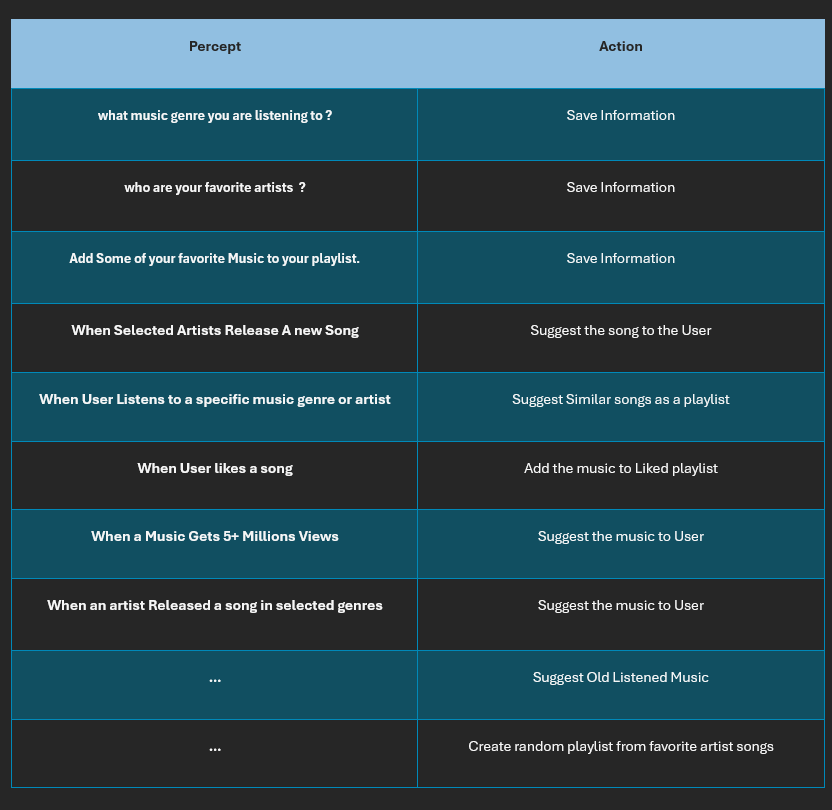 Percept Action
what music genre you are listening to ? Save Information
who are your favorite artists  ? Save Information
Add Some of your favorite Music to your playlist. Save Information
When Selected Artists Release A new Song Suggest the song to the User
When User Listens to a specific music genre or artist Suggest Similar songs as a playlist
When User likes a song Add the music to Liked playlist
When a Music Gets 5+ Millions Views Suggest the music to User
When an artist Released a song in selected genres Suggest the music to User
... Suggest Old Listened Music
... Create random playlist from favorite artist songs